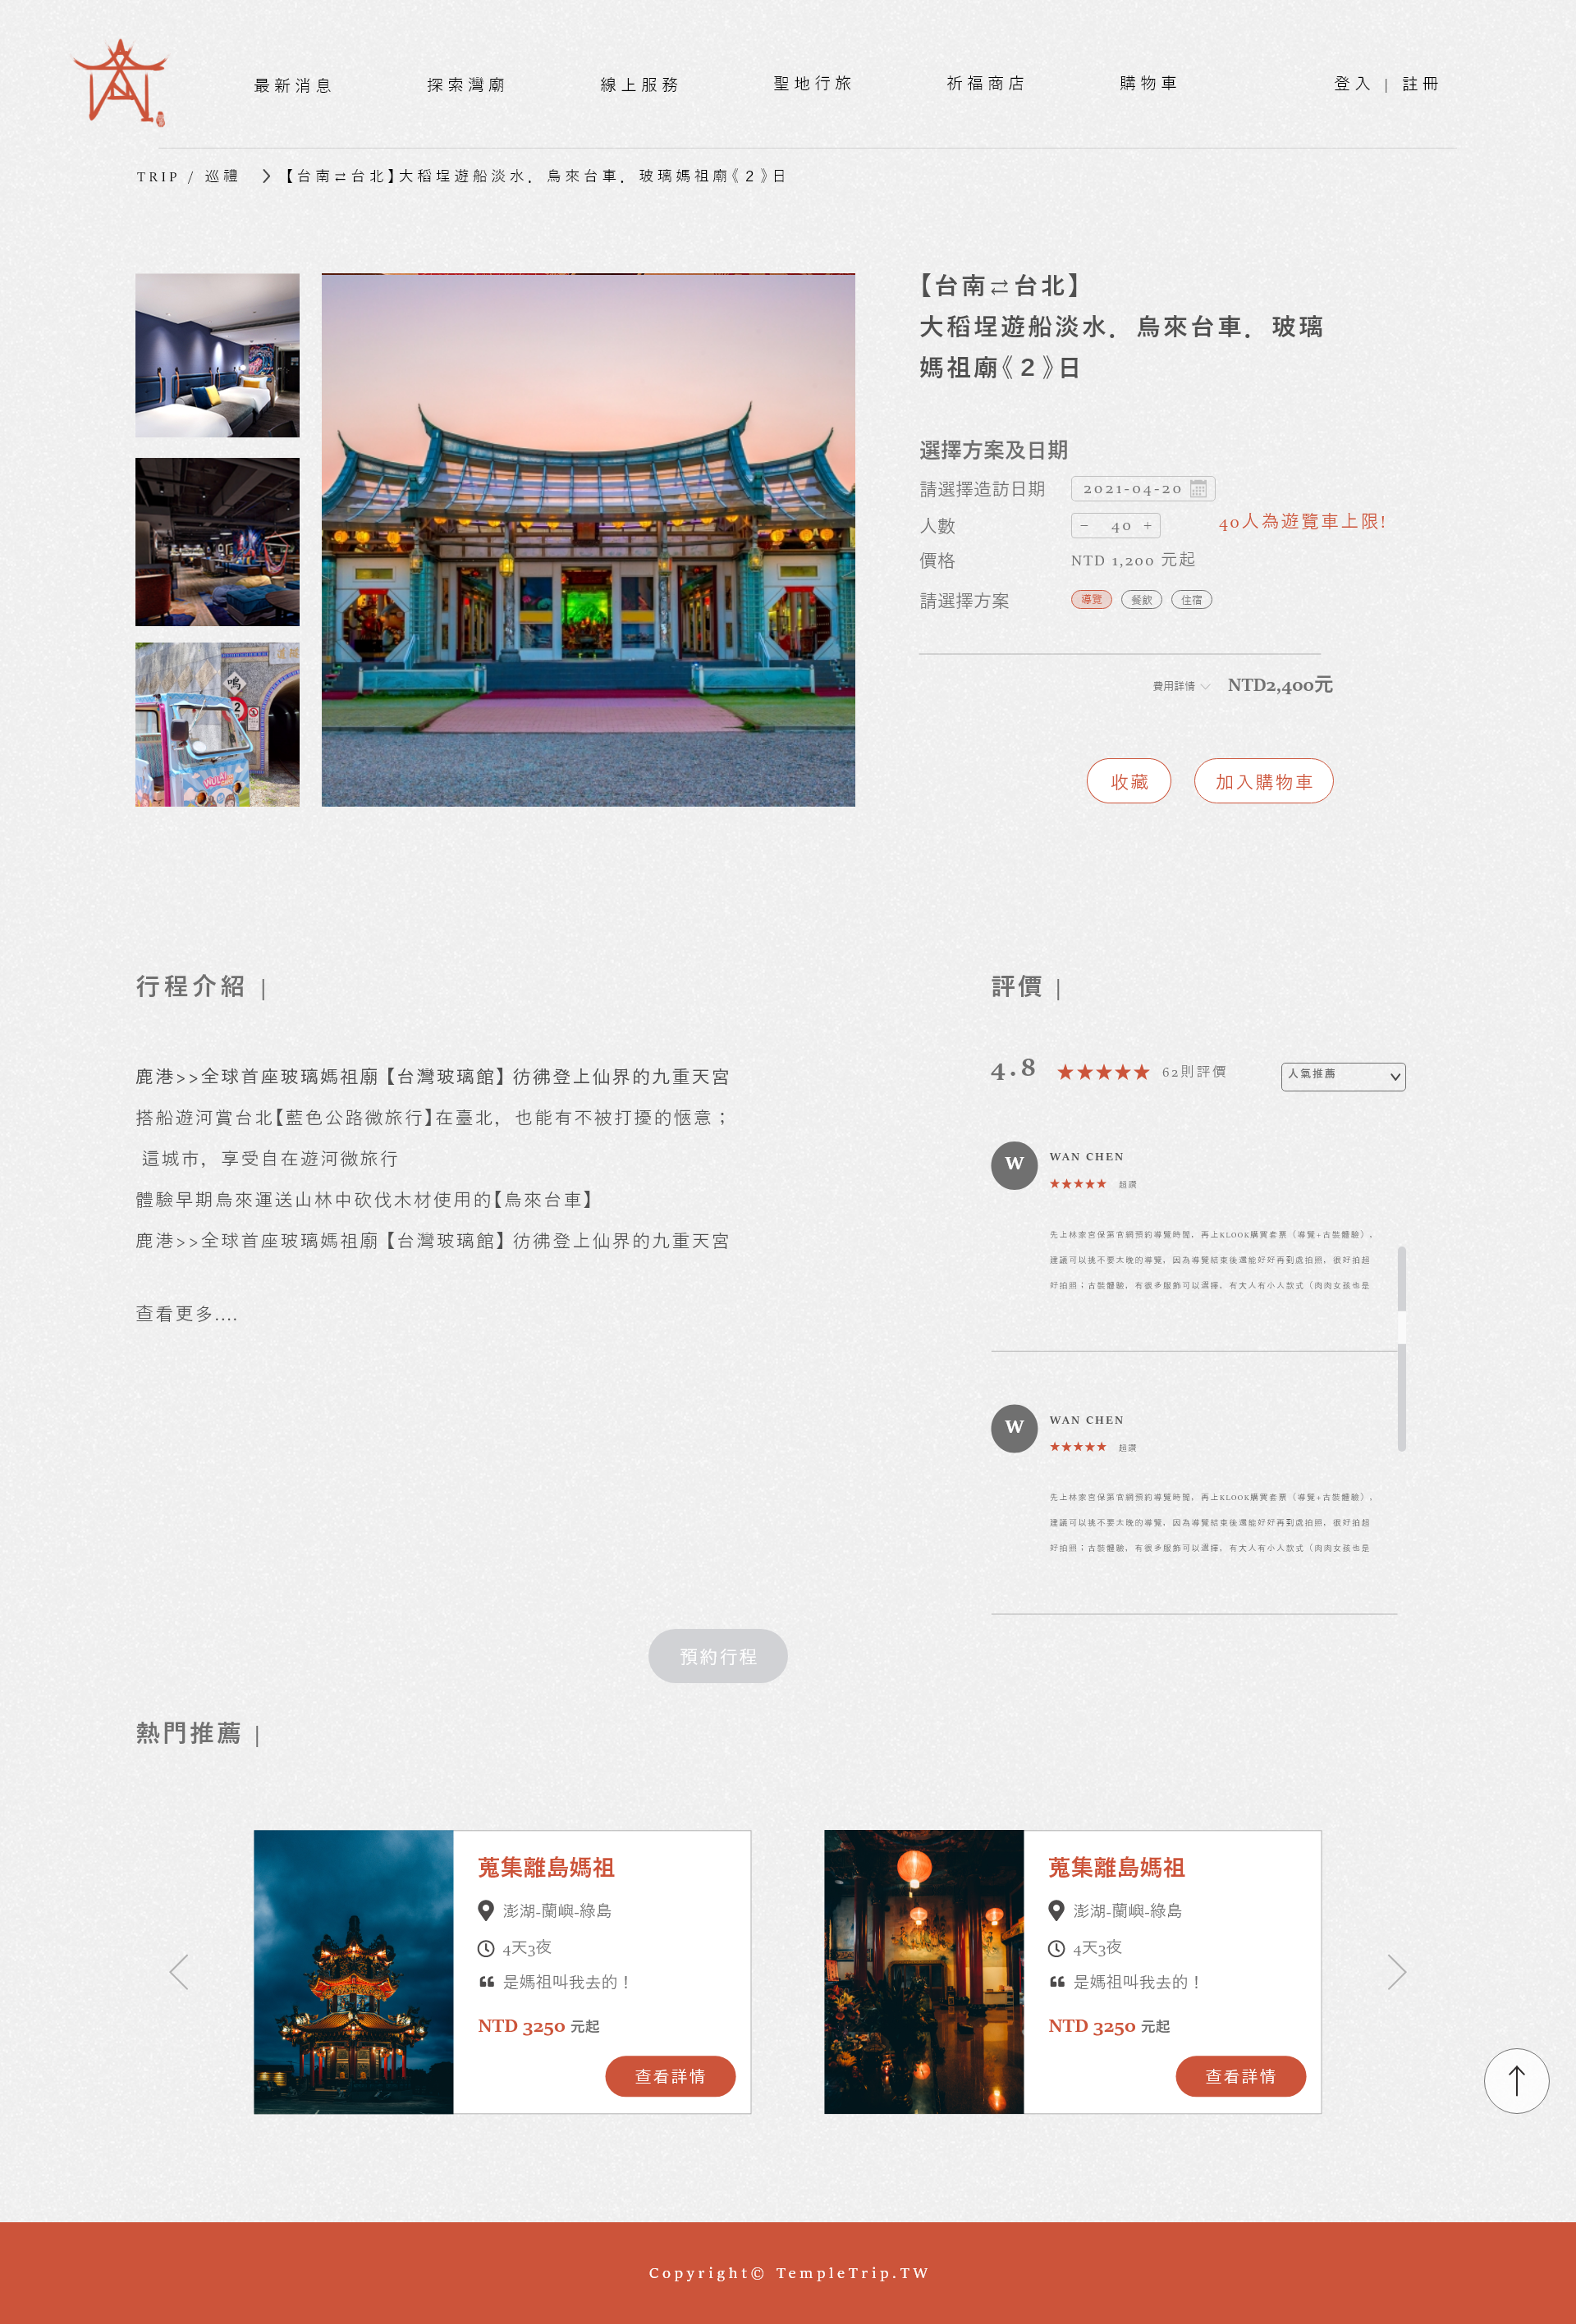 最新消息 探索灣廟 線上服務 聖地行旅 祈福商店 購物車 登入 | 註冊
TRIP / 巡禮 > 【台南⇄台北】大稻埕遊船淡水．烏來台車．玻璃媽祖廟《２》日
【台南⇄台北】
大稻埕遊船淡水．烏來台車．玻璃
媽祖廟《２》日
選擇方案及日期
請選擇造訪日期 2021-04-20
人數 − 40 + 40人為遊覽車上限!
價格 NTD 1,200 元起
請選擇方案 導覽 餐飲 住宿
費用詳情 NTD2,400元
收藏 加入購物車
鳴
2
WULAI
行程介紹 |
鹿港>>全球首座玻璃媽祖廟【台灣玻璃館】彷彿登上仙界的九重天宮
搭船遊河賞台北【藍色公路微旅行】在臺北，也能有不被打擾的愜意；
這城市，享受自在遊河微旅行
體驗早期烏來運送山林中砍伐木材使用的【烏來台車】
鹿港>>全球首座玻璃媽祖廟【台灣玻璃館】彷彿登上仙界的九重天宮
查看更多....
預約行程
評價 |
4.8 ★★★★★ 62則評價 人氣推薦
W WAN CHEN
★★★★★ 超讚
先上林家宮保第官網預約導覽時間，再上KLOOK購買套票（導覽+古裝體驗），
建議可以挑不要太晚的導覽，因為導覽結束後還能好好再到處拍照，很好拍超
好拍照；古裝體驗，有很多服飾可以選擇，有大人有小人款式（肉肉女孩也是
W WAN CHEN
★★★★★ 超讚
先上林家宮保第官網預約導覽時間，再上KLOOK購買套票（導覽+古裝體驗），
建議可以挑不要太晚的導覽，因為導覽結束後還能好好再到處拍照，很好拍超
好拍照；古裝體驗，有很多服飾可以選擇，有大人有小人款式（肉肉女孩也是
熱門推薦 |
蒐集離島媽祖
澎湖-蘭嶼-綠島
4天3夜
是媽祖叫我去的！
NTD 3250 元起
查看詳情
蒐集離島媽祖
澎湖-蘭嶼-綠島
4天3夜
是媽祖叫我去的！
NTD 3250 元起
查看詳情
Copyright© TempleTrip.TW